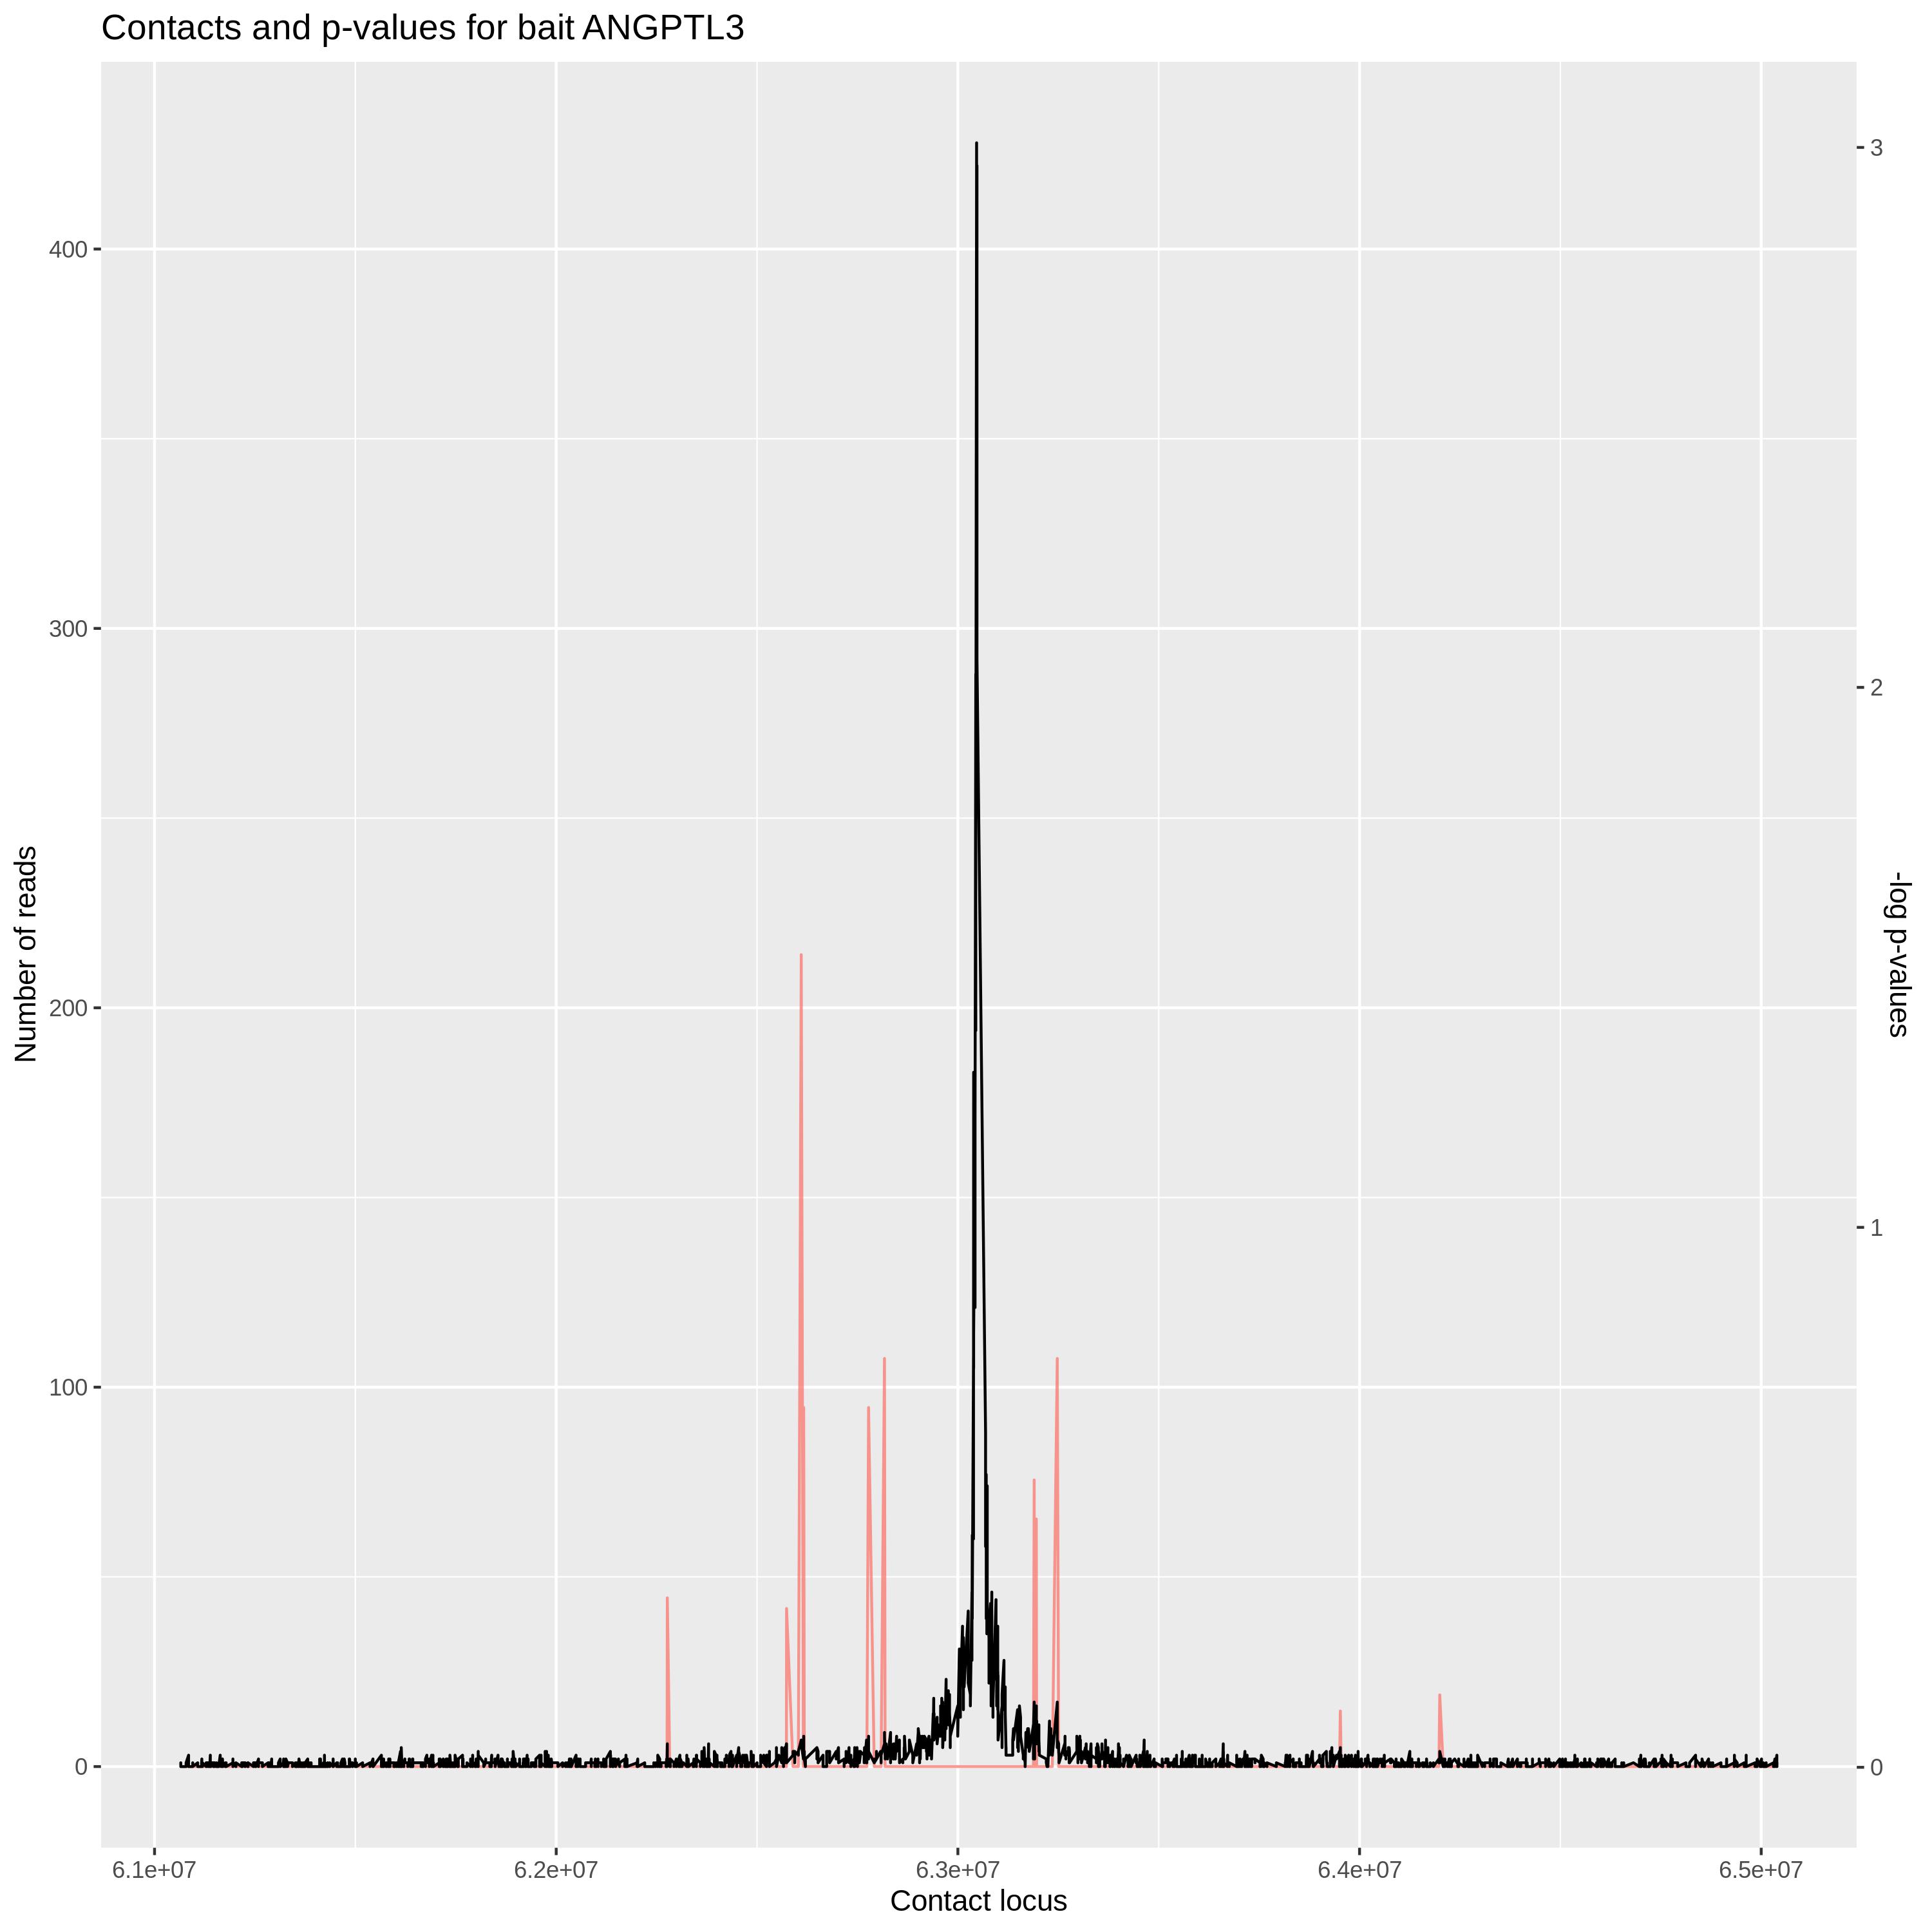 Contacts and p-values for bait ANGPTL3
Number of reads
400
300
200
100
0
3
2
1
0
-log p-values
6.1e+07
6.2e+07
6.3e+07
6.4e+07
6.5e+07
Contact locus